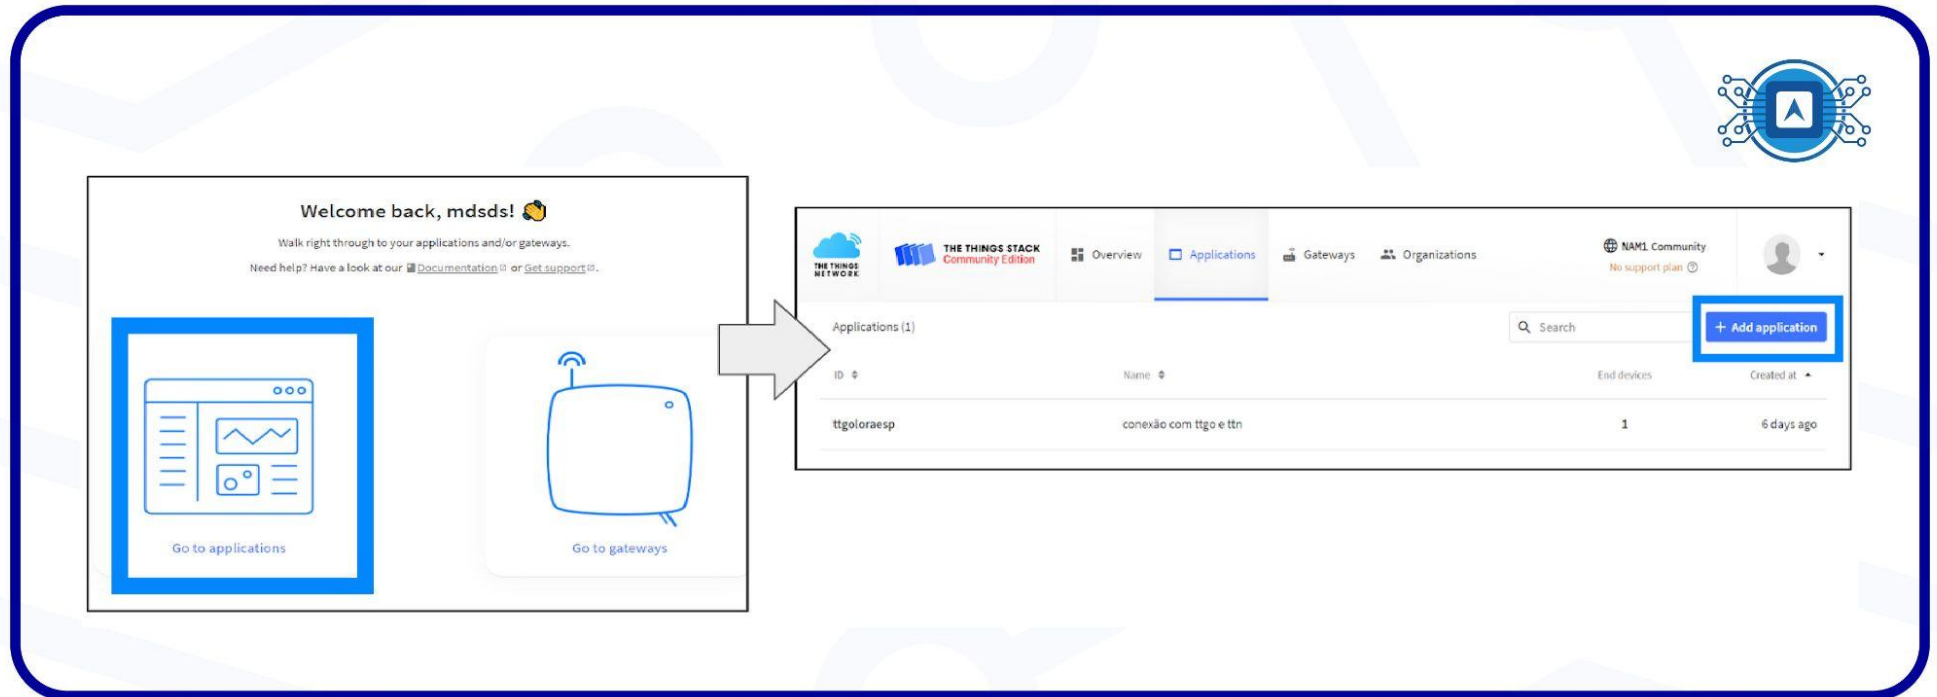 Welcome back, mdsds! 👏
Walk right through to your applications and/or gateways.
Need help? Have a look at our Documentation or Get support.
Go to applications
Go to gateways
THE THINGS
NETWORK
THE THINGS STACK
Community Edition
Overview
Applications
Gateways
Organizations
NAM1 Community
No support plan
Applications (1)
Search
+ Add application
ID
Name
End devices
Created at
ttgoloraesp
conexão com ttgo e ttn
1
6 days ago